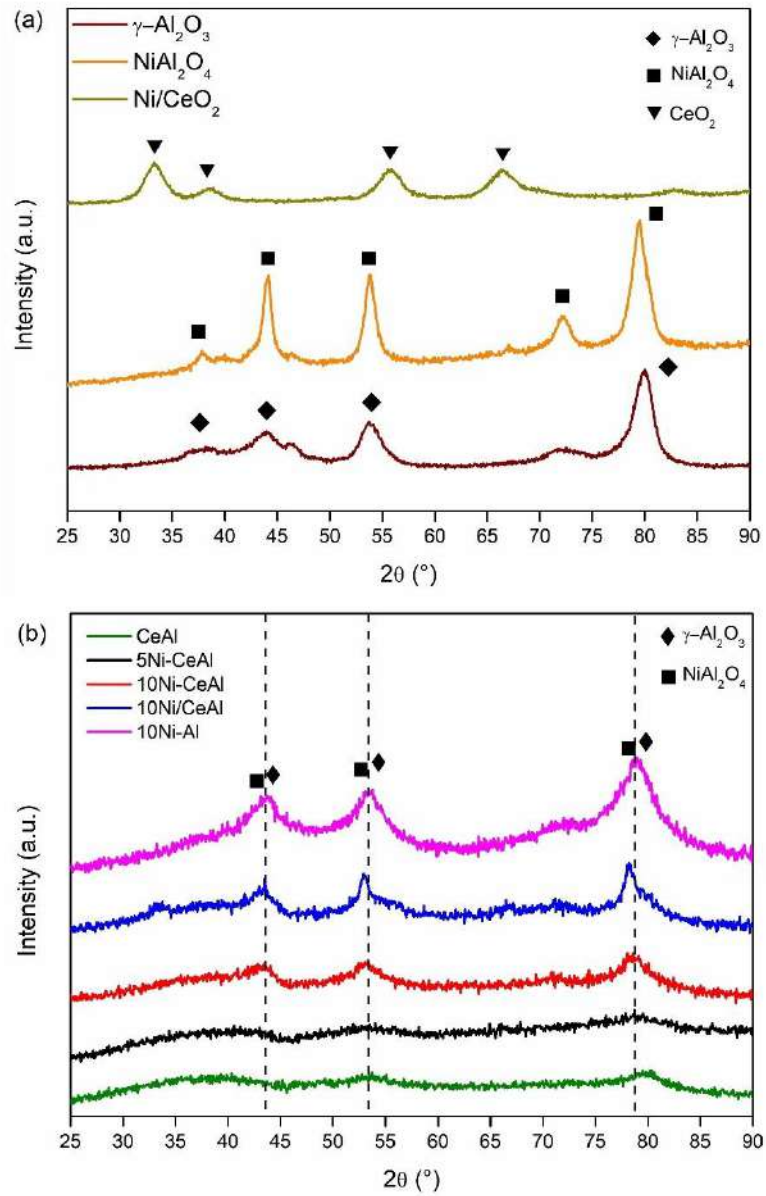 (a)
γ–Al₂O₃
NiAl₂O₄
Ni/CeO₂
γ–Al₂O₃
NiAl₂O₄
CeO₂
Intensity (a.u.)
25 30 35 40 45 50 55 60 65 70 75 80 85 90
2θ (°)
(b)
CeAl
5Ni-CeAl
10Ni-CeAl
10Ni/CeAl
10Ni-Al
γ–Al₂O₃
NiAl₂O₄
Intensity (a.u.)
25 30 35 40 45 50 55 60 65 70 75 80 85 90
2θ (°)